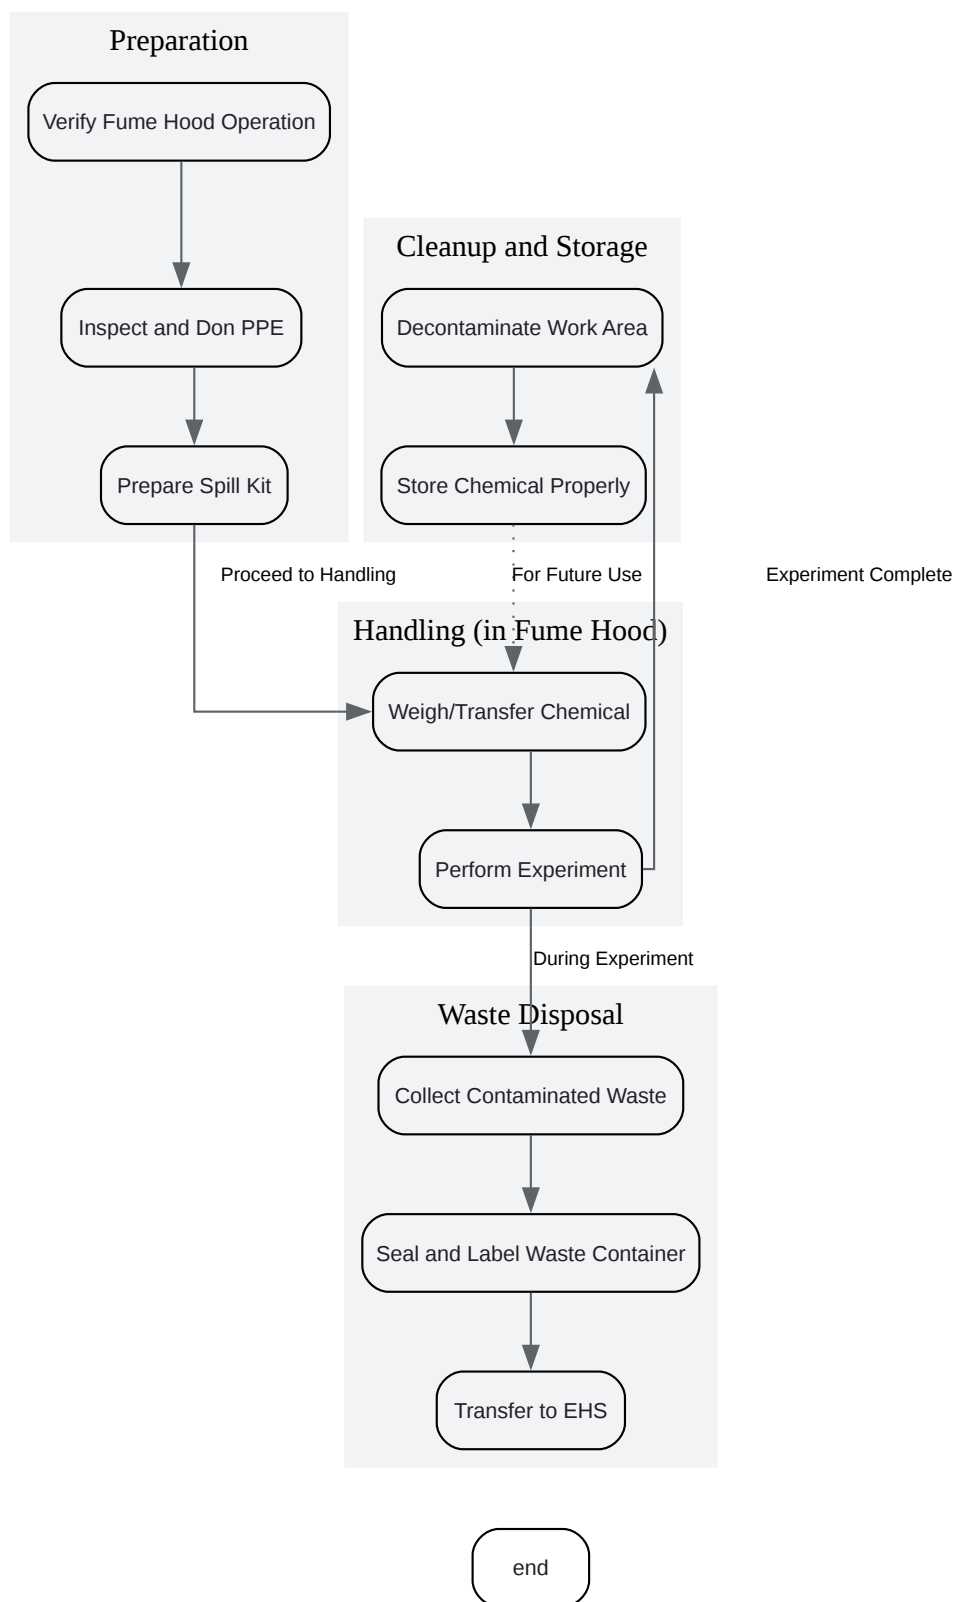 Preparation
Verify Fume Hood Operation
Inspect and Don PPE
Prepare Spill Kit
Cleanup and Storage
Decontaminate Work Area
Store Chemical Properly
Proceed to Handling
For Future Use
Experiment Complete
Handling (in Fume Hood)
Weigh/Transfer Chemical
Perform Experiment
During Experiment
Waste Disposal
Collect Contaminated Waste
Seal and Label Waste Container
Transfer to EHS
end